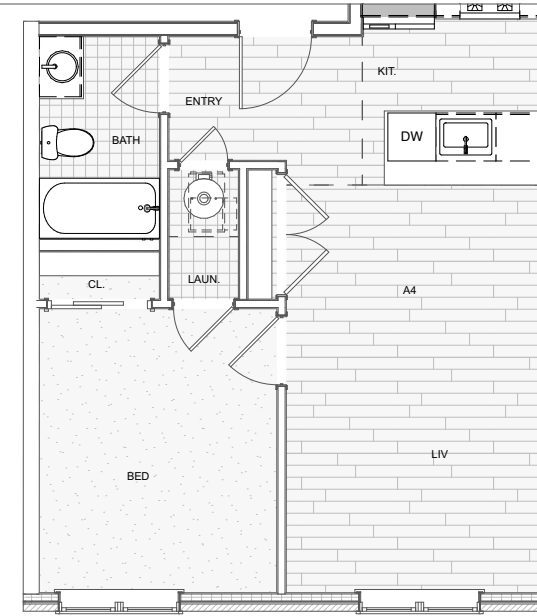 KIT.
ENTRY
BATH
DW
LAUN.
CL.
A4
LIV
BED